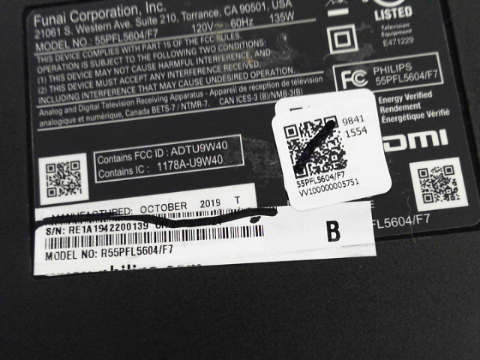 Funai Corporation, Inc.
21061 S. Western Ave, Suite 210, Torrance, CA 90501, USA
MODEL NO : 55PFL5604/F7 120V~ 60Hz 135W
THIS DEVICE COMPLIES WITH PART 15 OF THE FCC RULES.
OPERATION IS SUBJECT TO THE FOLLOWING TWO CONDITIONS:
(1) THIS DEVICE MAY NOT CAUSE HARMFUL INTERFERENCE, AND
(2) THIS DEVICE MUST ACCEPT ANY INTERFERENCE RECEIVED,
INCLUDING INTERFERENCE THAT MAY CAUSE UNDESIRED OPERATION.
Analog and Digital Television Receiving Apparatus - Appareil de réception de télévision
analogique et numérique, Canada BETS-7 / NTMR-7. CAN ICES-3 (B)/NMB-3(B)
LISTED
E471229
FC PHILIPS
55PFL5604/F7
Energy Verified
Rendement
Énergétique Vérifié
Contains FCC ID : ADTU9W40
Contains IC : 1178A-U9W40
9841
1554
55PFL5604/F7
VV100000005751
MANUFACTURED: OCTOBER 2019 T
S/N: RE1A1942200139
MODEL NO: R55PFL5604/F7
B